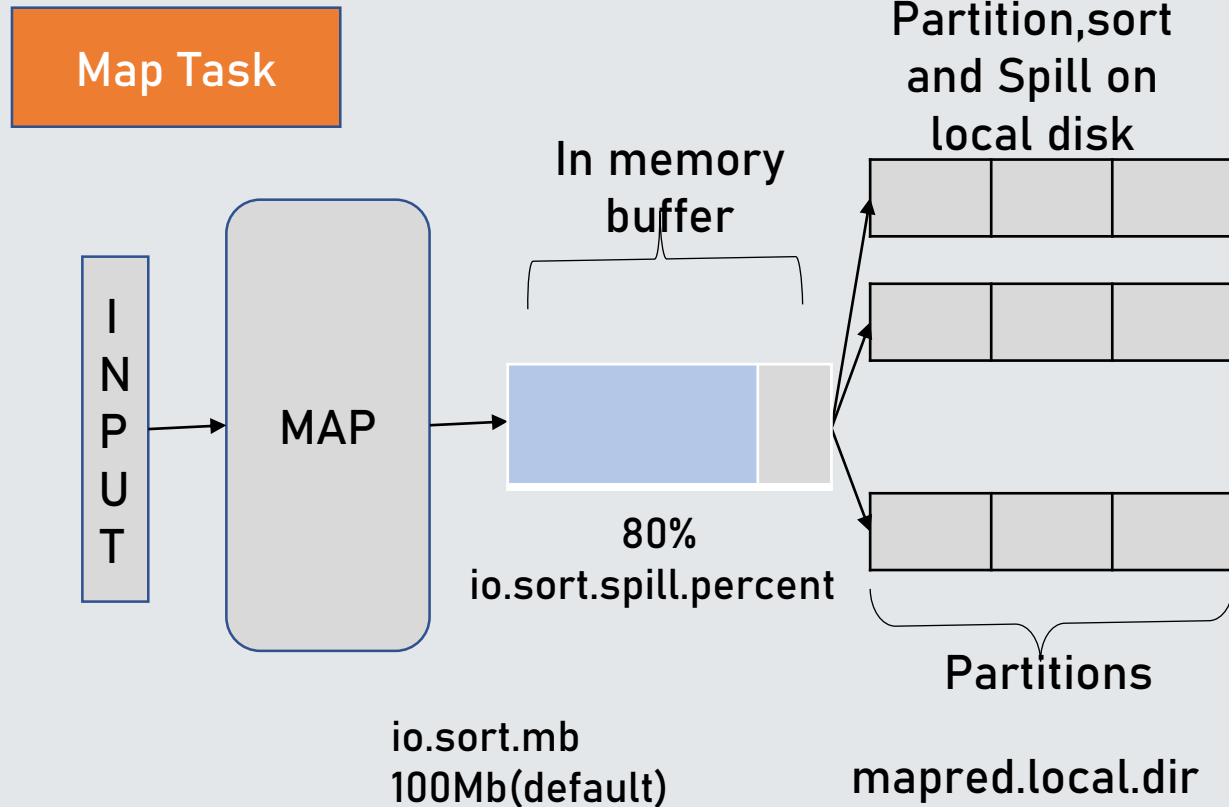 Map Task
Partition,sort
and Spill on
local disk
In memory
buffer
I
N
P
U
T
MAP
80%
io.sort.spill.percent
Partitions
io.sort.mb
100Mb(default)
mapred.local.dir